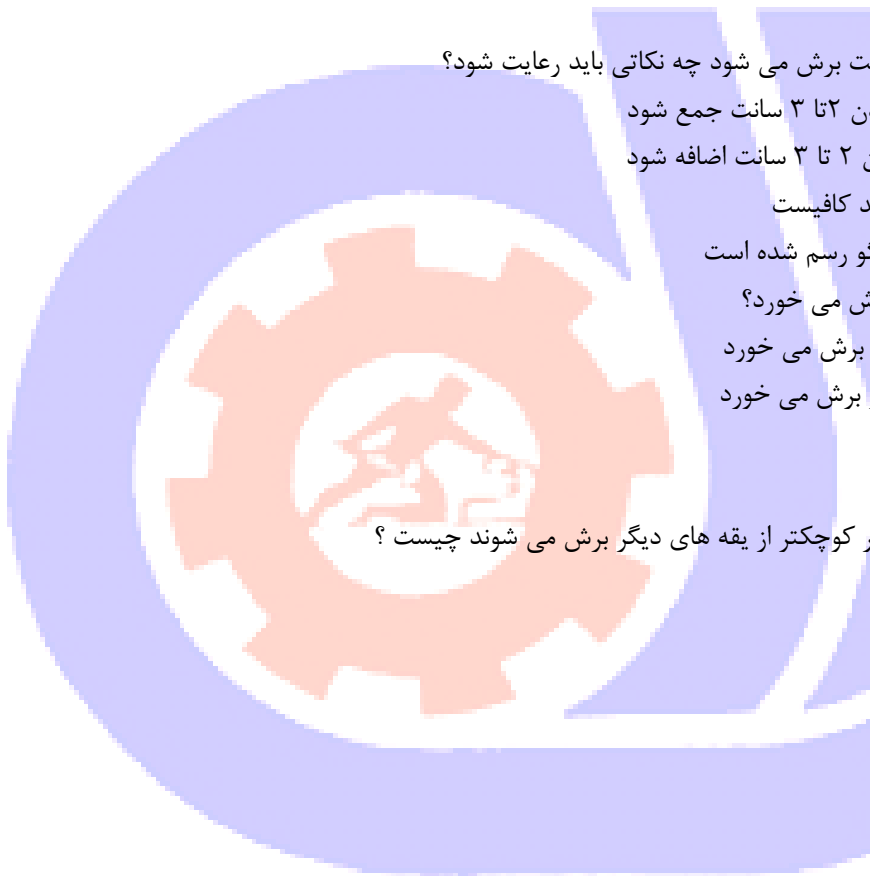 برش می شود چه نکاتی باید رعایت شود؟
۲تا ۳ سانت جمع شود
۲ تا ۳ سانت اضافه شود
کافیست
رسم شده است
می خورد؟
برش می خورد
برش می خورد
کوچکتر از یقه های دیگر برش می شوند چیست ؟